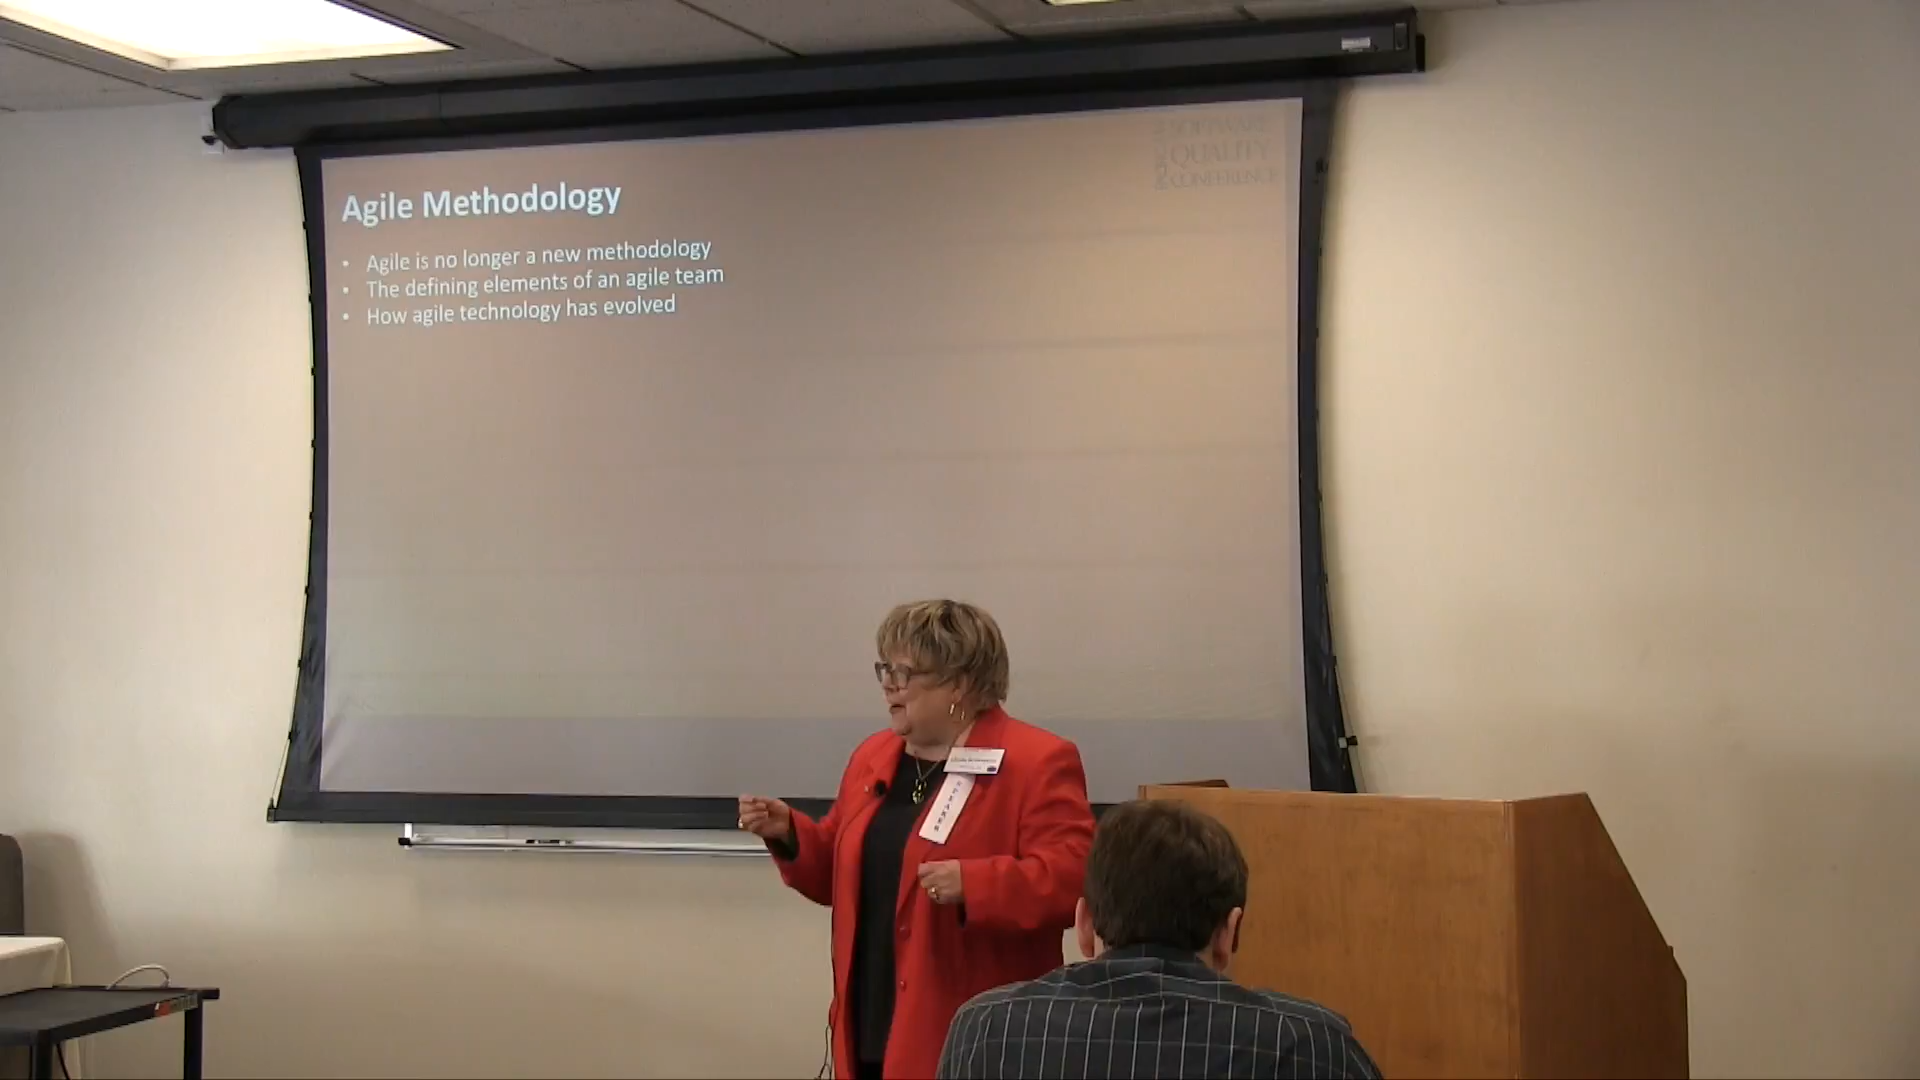 SOFTWARE
QUALITY
CONFERENCE
Agile Methodology
• Agile is no longer a new methodology
• The defining elements of an agile team
• How agile technology has evolved
SPEAKER